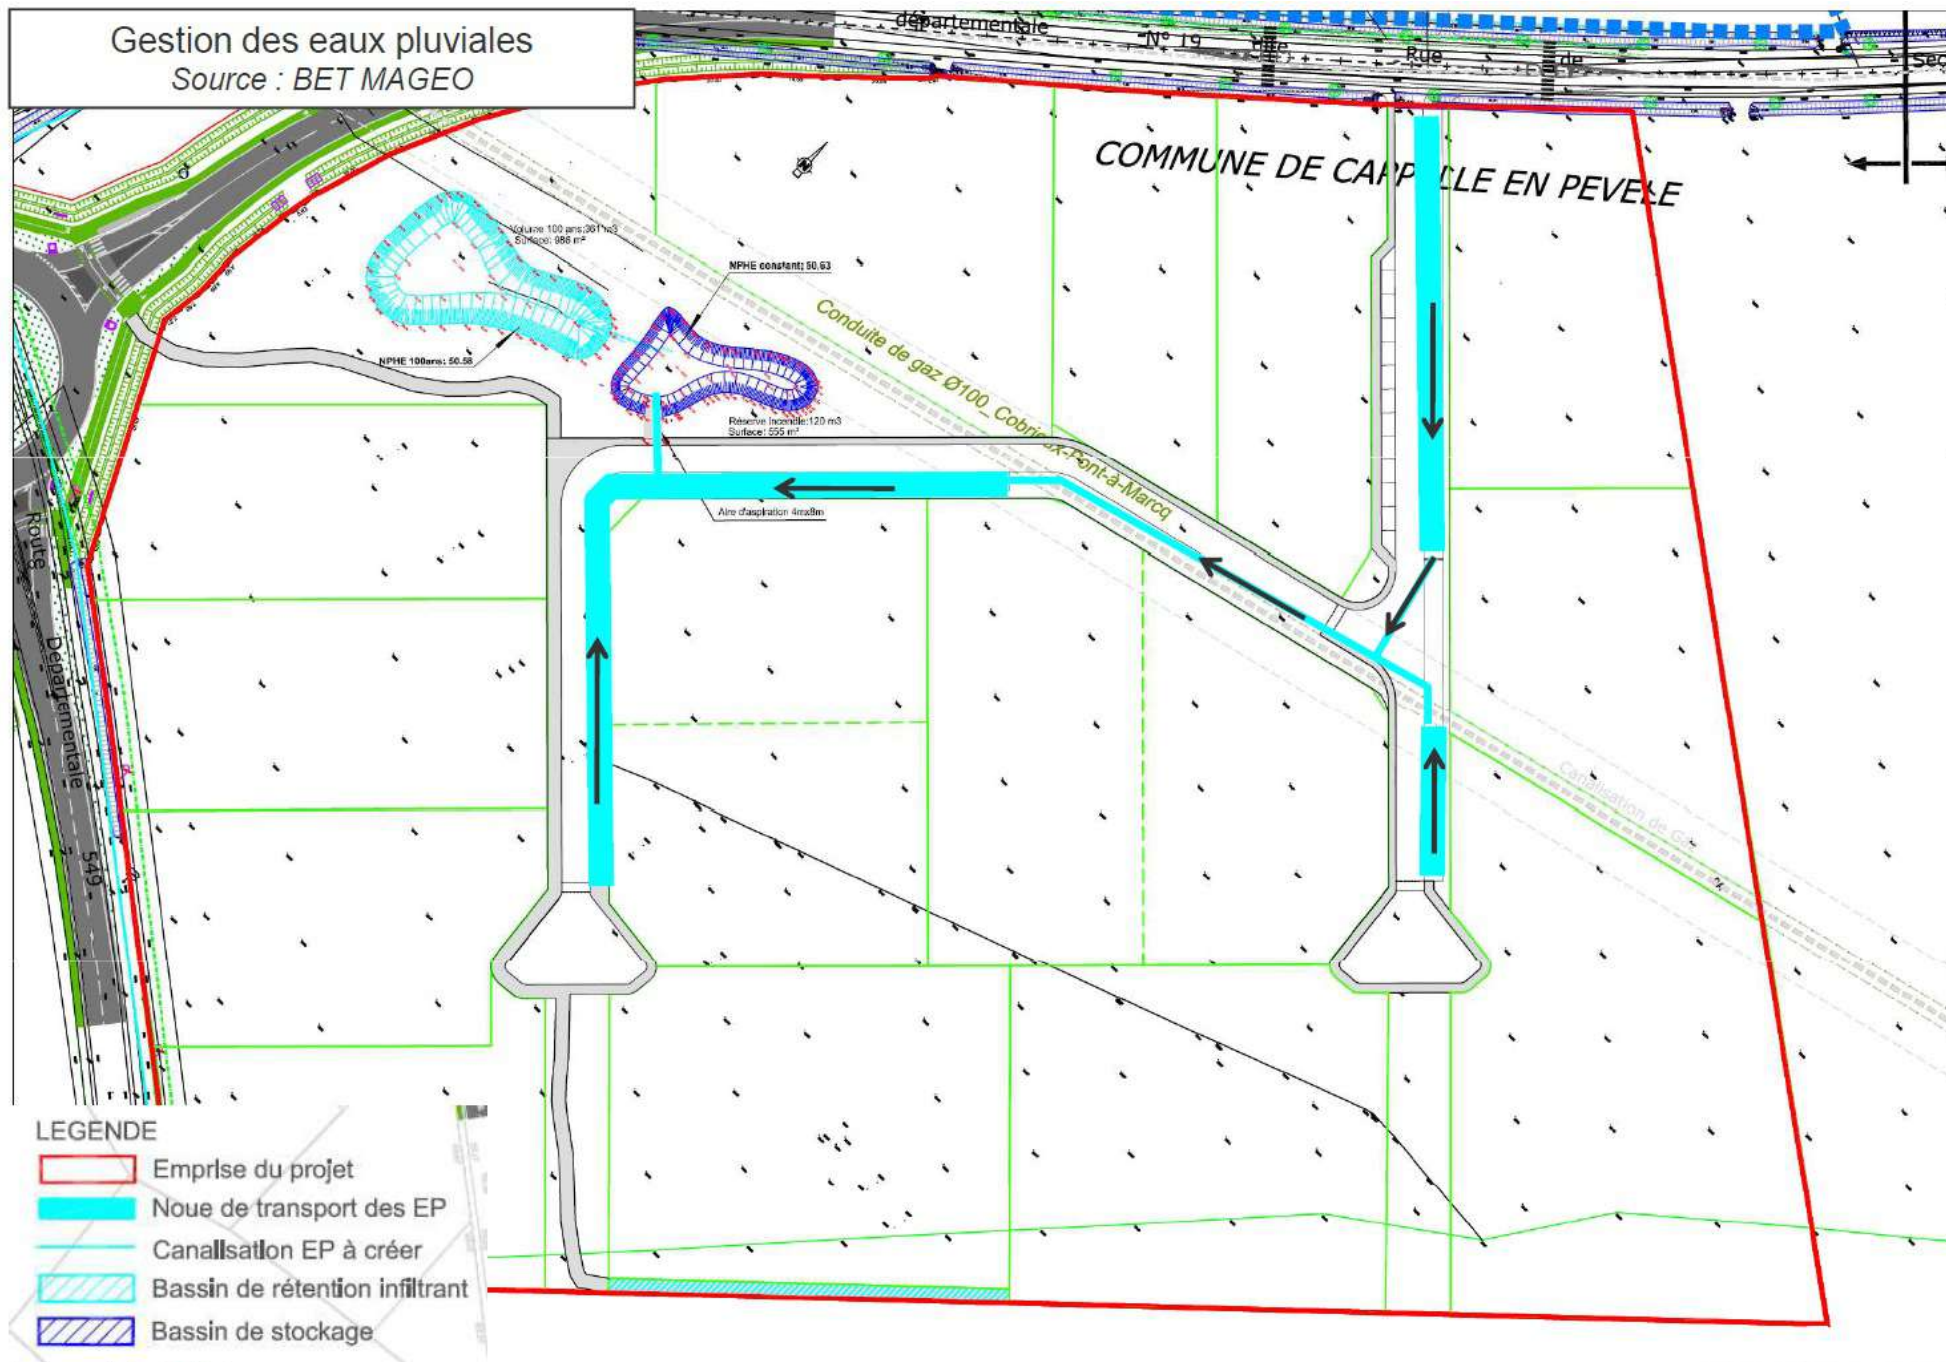 Gestion des eaux pluviales
Source : BET MAGEO
départementale
N° 19
dite
Rue
de
Sec
COMMUNE DE CAPPELLE EN PEVELE
Volume 100 ans:361 m3
Surface: 986 m²
NPHE constant: 50.63
NPHE 100ans: 50.58
Conduite de gaz Ø100_Cobrieux-Pont-à-Marcq
Réserve Incendie:120 m3
Surface: 555 m²
Aire d'aspiration 4mx8m
Route
Départementale
549
Canalisation de Gaz
LEGENDE
Emprise du projet
Noue de transport des EP
Canalisation EP à créer
Bassin de rétention infiltrant
Bassin de stockage